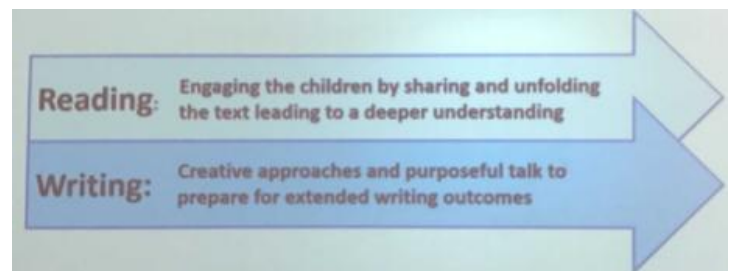 Reading: Engaging the children by sharing and unfolding
the text leading to a deeper understanding
Writing: Creative approaches and purposeful talk to
prepare for extended writing outcomes